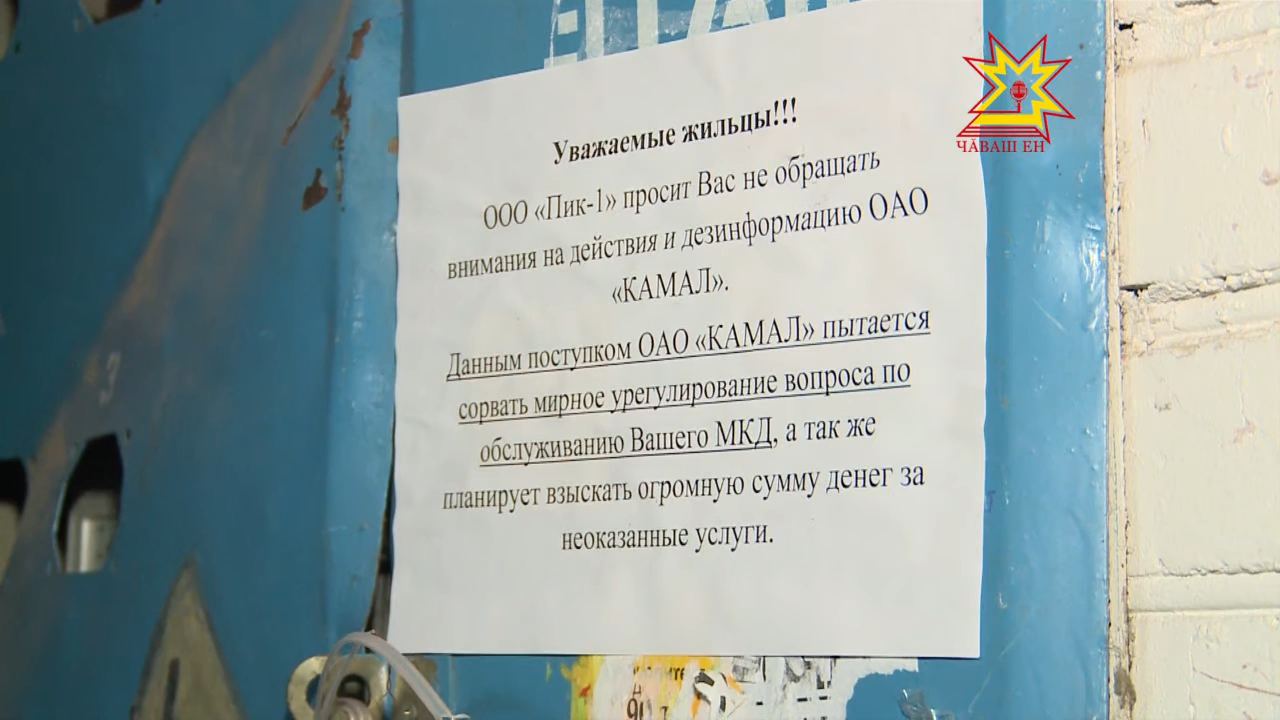 Уважаемые жильцы!!!
ООО «Пик-1» просит Вас не обращать
внимания на действия и дезинформацию ОАО
«КАМАЛ».
Данным поступком ОАО «КАМАЛ» пытается
сорвать мирное урегулирование вопроса по
обслуживанию Вашего МКД, а так же
планирует взыскать огромную сумму денег за
неоказанные услуги.
ЧӐВАШ ЕН